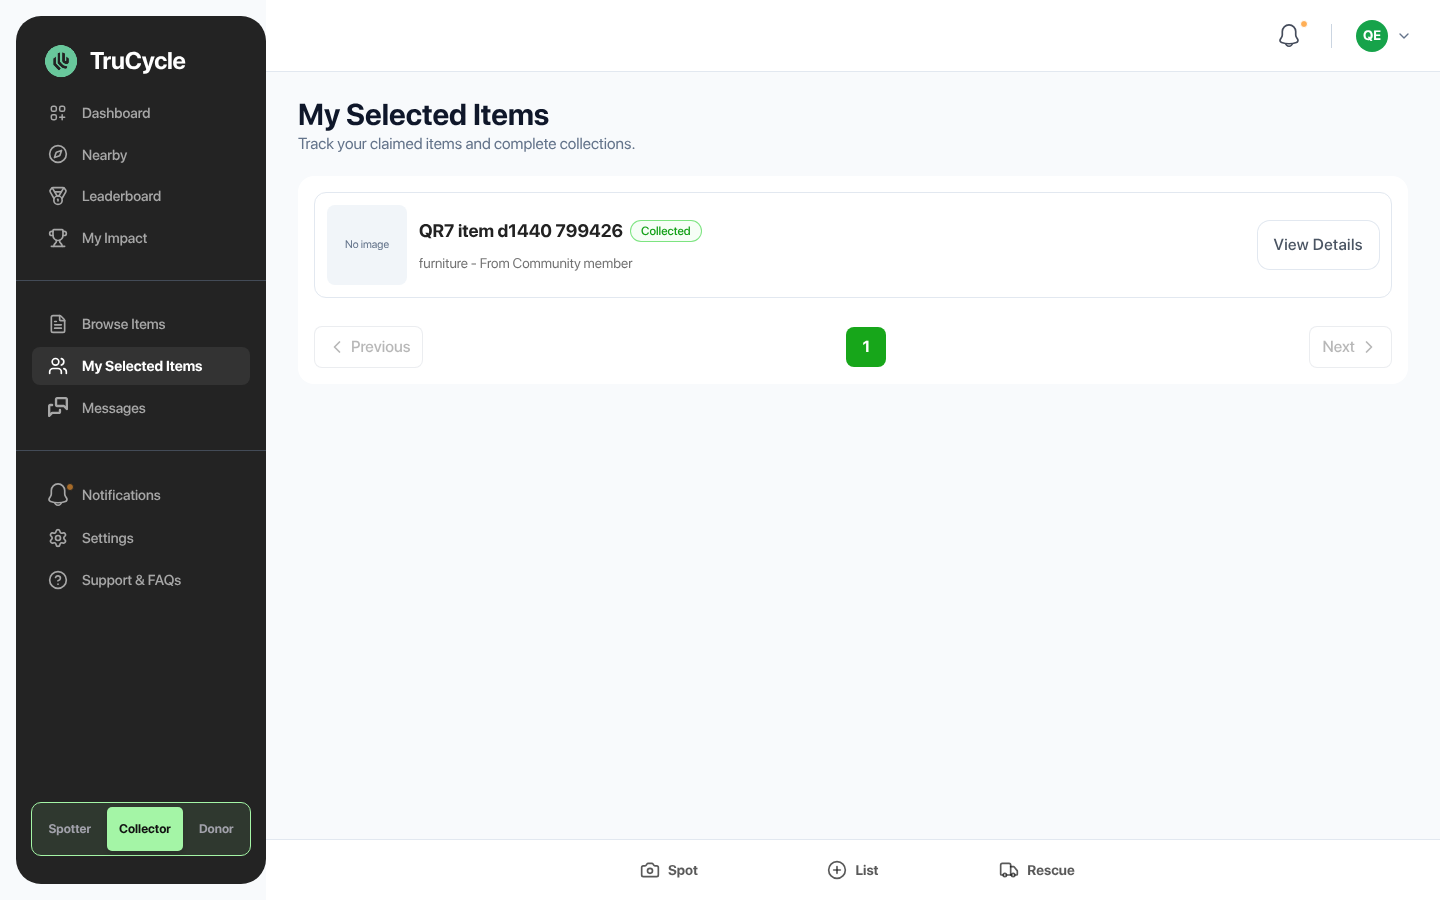 TruCycle
Dashboard
Nearby
Leaderboard
My Impact
Browse Items
My Selected Items
Messages
Notifications
Settings
Support & FAQs
Spotter
Collector
Donor
QE
My Selected Items
Track your claimed items and complete collections.
No image
QR7 item d1440 799426
Collected
furniture - From Community member
View Details
Previous
1
Next
Spot
List
Rescue